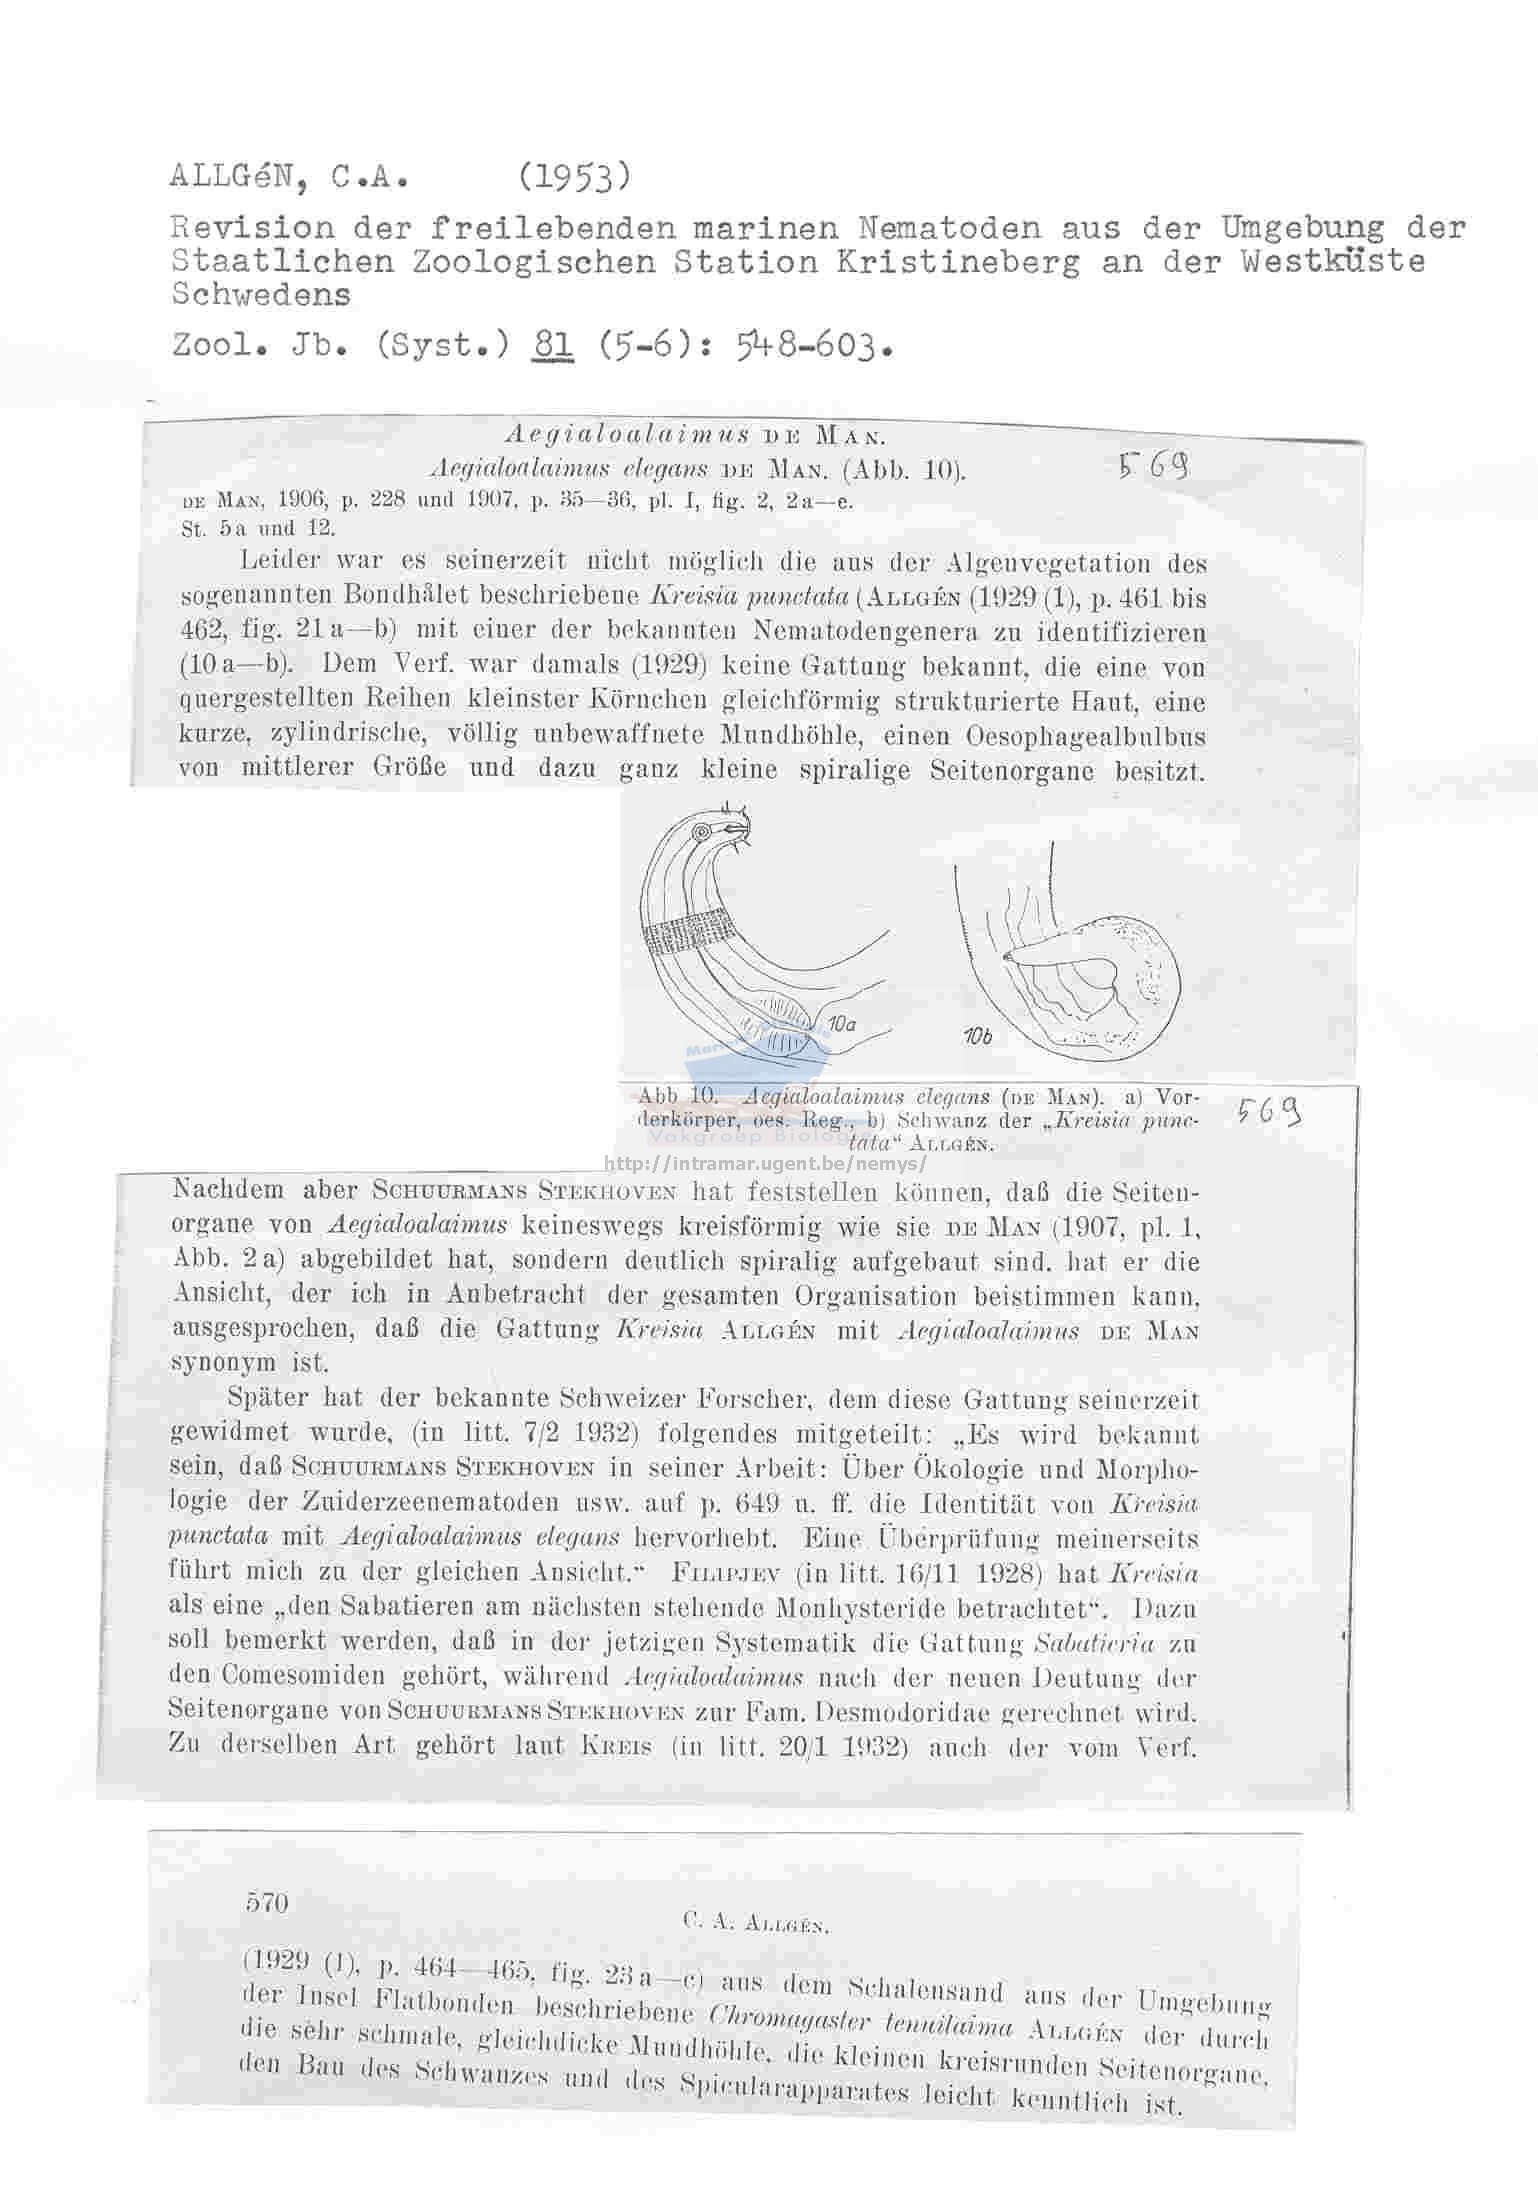 ALLGéN, C.A. (1953)
Revision der freilebenden marinen Nematoden aus der Umgebung der
Staatlichen Zoologischen Station Kristineberg an der Westküste
Schwedens
Zool. Jb. (Syst.) 81 (5-6): 548-603.
Aegialoalaimus DE MAN.
Aegialoalaimus elegans DE MAN. (Abb. 10).
569
DE MAN, 1906, p. 228 und 1907, p. 35—36, pl. I, fig. 2, 2a—e.
St. 5a und 12.
Leider war es seinerzeit nicht möglich die aus der Algenvegetation des
sogenannten Bondhålet beschriebene Kreisia punctata (ALLGÉN (1929 (1), p. 461 bis
462, fig. 21a—b) mit einer der bekannten Nematodengenera zu identifizieren
(10a—b). Dem Verf. war damals (1929) keine Gattung bekannt, die eine von
quergestellten Reihen kleinster Körnchen gleichförmig strukturierte Haut, eine
kurze, zylindrische, völlig unbewaffnete Mundhöhle, einen Oesophagealbulbus
von mittlerer Größe und dazu ganz kleine spiralige Seitenorgane besitzt.
10a
10b
Abb 10. Aegialoalaimus elegans (DE MAN). a) Vor-
derkörper, oes. Reg., b) Schwanz der „Kreisia punc-
tata“ ALLGÉN.
569
Vakgroep Biologie
http://intramar.ugent.be/nemys/
Nachdem aber SCHUURMANS STEKHOVEN hat feststellen können, daß die Seiten-
organe von Aegialoalaimus keineswegs kreisförmig wie sie DE MAN (1907, pl. 1,
Abb. 2a) abgebildet hat, sondern deutlich spiralig aufgebaut sind. hat er die
Ansicht, der ich in Anbetracht der gesamten Organisation beistimmen kann,
ausgesprochen, daß die Gattung Kreisia ALLGÉN mit Aegialoalaimus DE MAN
synonym ist.
Später hat der bekannte Schweizer Forscher, dem diese Gattung seinerzeit
gewidmet wurde, (in litt. 7/2 1932) folgendes mitgeteilt: „Es wird bekannt
sein, daß SCHUURMANS STEKHOVEN in seiner Arbeit: Über Ökologie und Morpho-
logie der Zuiderzeenematoden usw. auf p. 649 u. ff. die Identität von Kreisia
punctata mit Aegialoalaimus elegans hervorhebt. Eine Überprüfung meinerseits
führt mich zu der gleichen Ansicht.“ FILIPJEV (in litt. 16/11 1928) hat Kreisia
als eine „den Sabatieren am nächsten stehende Monhysteride betrachtet“. Dazu
soll bemerkt werden, daß in der jetzigen Systematik die Gattung Sabatieria zu
den Comesomiden gehört, während Aegialoalaimus nach der neuen Deutung der
Seitenorgane von SCHUURMANS STEKHOVEN zur Fam. Desmodoridae gerechnet wird.
Zu derselben Art gehört laut KREIS (in litt. 20/1 1932) auch der vom Verf.
570
C. A. ALLGÉN.
(1929 (1), p. 464—465, fig. 23a—c) aus dem Schalensand aus der Umgebung
der Insel Flatbonden beschriebene Chromagaster tenuilaima ALLGÉN der durch
die sehr schmale, gleichdicke Mundhöhle, die kleinen kreisrunden Seitenorgane,
den Bau des Schwanzes und des Spicularapparates leicht kenntlich ist.